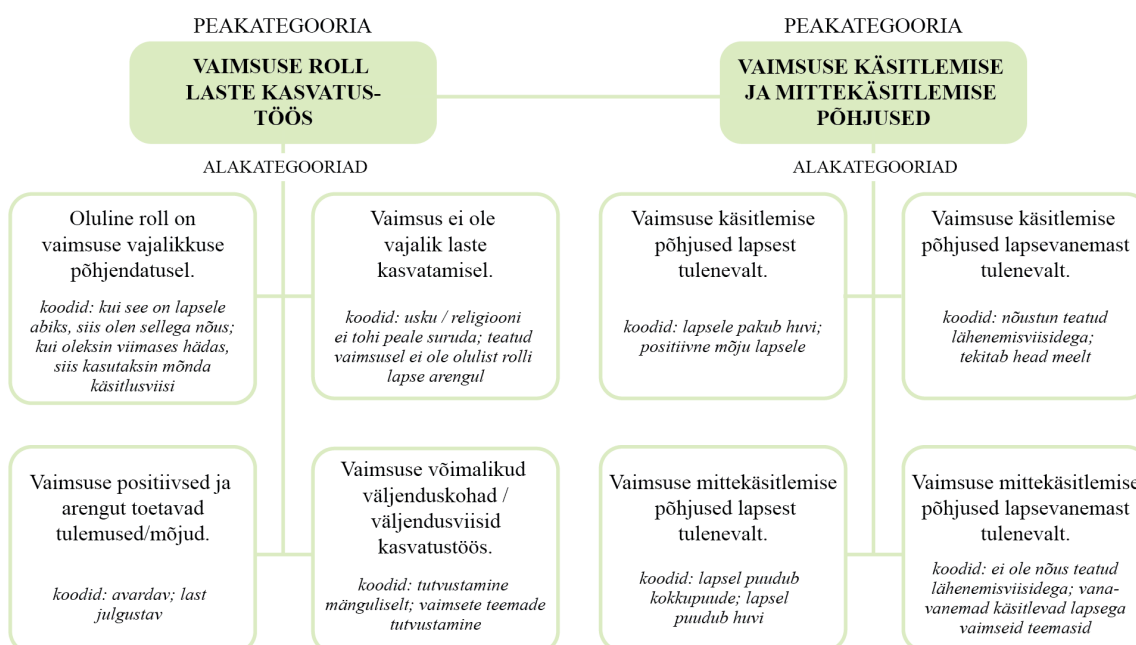 PEAKATEGOORIA
VAIMSUSE ROLL
LASTE KASVATUS-
TÖÖS
ALAKATEGOORIAD
Oluline roll on
vaimsuse vajalikkuse
põhjendatusel.
koodid: kui see on lapsele
abiks, siis olen sellega nõus;
kui oleksin viimases hädas,
siis kasutaksin mõnda
käsitlusviisi
Vaimsus ei ole
vajalik laste
kasvatamisel.
koodid: usku / religiooni
ei tohi peale suruda; teatud
vaimsusel ei ole olulist rolli
lapse arengul
Vaimsuse positiivsed ja
arengut toetavad
tulemused/mõjud.
koodid: avardav; last
julgustav
Vaimsuse võimalikud
väljenduskohad /
väljendusviisid
kasvatustöös.
koodid: tutvustamine
mänguliselt; vaimsete teemade
tutvustamine
PEAKATEGOORIA
VAIMSUSE KÄSITLEMISE
JA MITTEKÄSITLEMISE
PÕHJUSED
ALAKATEGOORIAD
Vaimsuse käsitlemise
põhjused lapsest
tulenevalt.
koodid: lapsele pakub huvi;
positiivne mõju lapsele
Vaimsuse käsitlemise
põhjused lapsevanemast
tulenevalt.
koodid: nõustun teatud
lähenemisviisidega;
tekitab head meelt
Vaimsuse mittekäsitlemise
põhjused lapsest
tulenevalt.
koodid: lapsel puudub
kokkupuude; lapsel
puudub huvi
Vaimsuse mittekäsitlemise
põhjused lapsevanemast
tulenevalt.
koodid: ei ole nõus teatud
lähenemisviisidega; vana-
vanemad käsitlevad lapsega
vaimseid teemasid